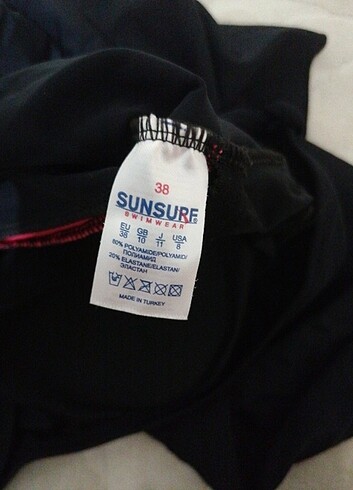 38
SUNSURF®
SWIMWEAR
EU GB J USA
38 10 11 8
80% POLYAMIDE/POLYAMID/
ПОЛИАМИД
20% ELASTANE/ELASTAN/
ЭЛАСТАН
MADE IN TURKEY